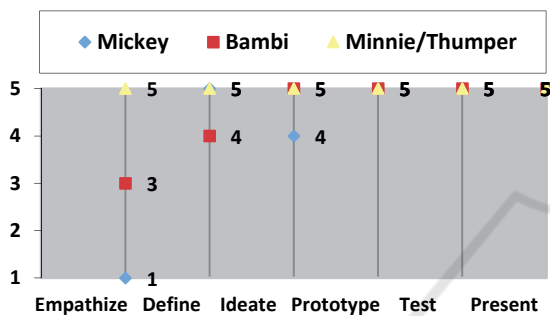 Mickey Bambi Minnie/Thumper
5 5 5 5 5 5 5
4 4 4
3 3
2
1 1
Empathize Define Ideate Prototype Test Present